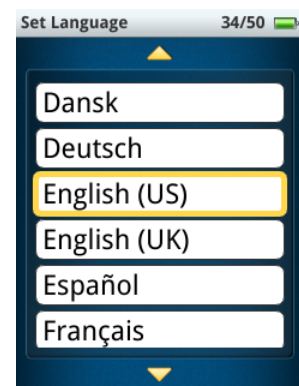 Set Language 34/50
Dansk
Deutsch
English (US)
English (UK)
Español
Français